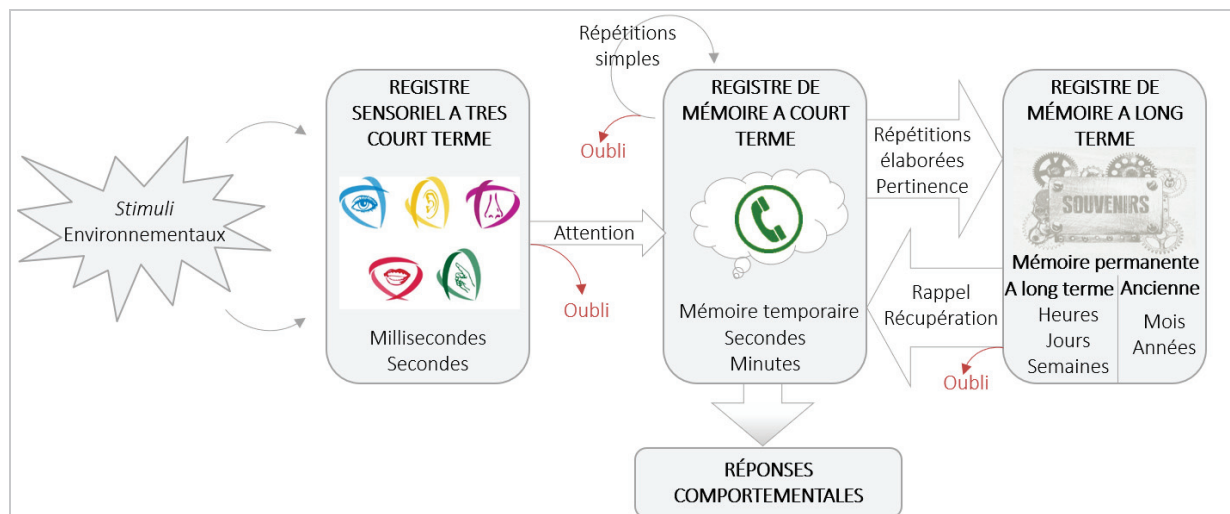 Stimuli
Environnementaux
REGISTRE
SENSORIEL A TRES
COURT TERME
Millisecondes
Secondes
Attention
Oubli
Répétitions
simples
Oubli
REGISTRE DE
MÉMOIRE A COURT
TERME
Mémoire temporaire
Secondes
Minutes
Répétitions
élaborées
Pertinence
Rappel
Récupération
Oubli
REGISTRE DE
MÉMOIRE A LONG
TERME
SOUVENIRS
Mémoire permanente
A long terme
Heures
Jours
Semaines
Ancienne
Mois
Années
RÉPONSES
COMPORTEMENTALES